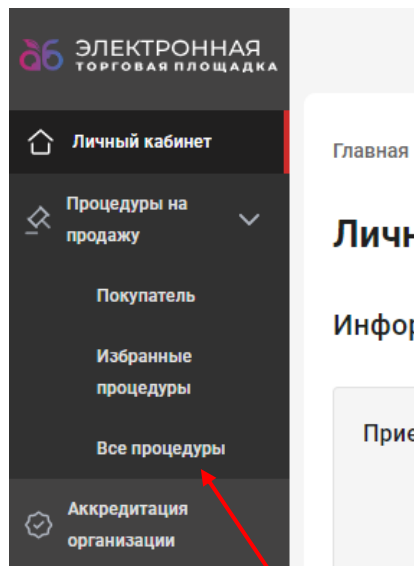 аб ЭЛЕКТРОННАЯ
ТОРГОВАЯ ПЛОЩАДКА
Личный кабинет
Процедуры на
продажу
Покупатель
Избранные
процедуры
Все процедуры
Аккредитация
организации
Главная
Личн
Инфор
Прие